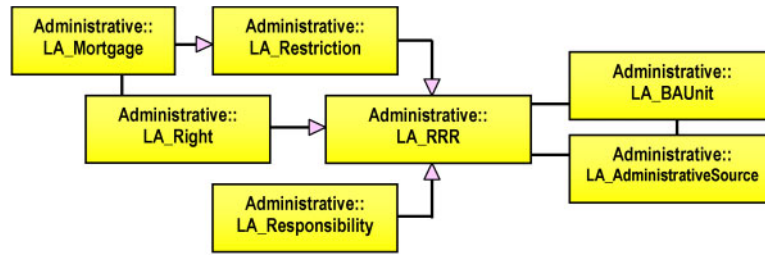 Administrative::
LA_Mortgage
Administrative::
LA_Restriction
Administrative::
LA_BAUnit
Administrative::
LA_Right
Administrative::
LA_RRR
Administrative::
LA_AdministrativeSource
Administrative::
LA_Responsibility